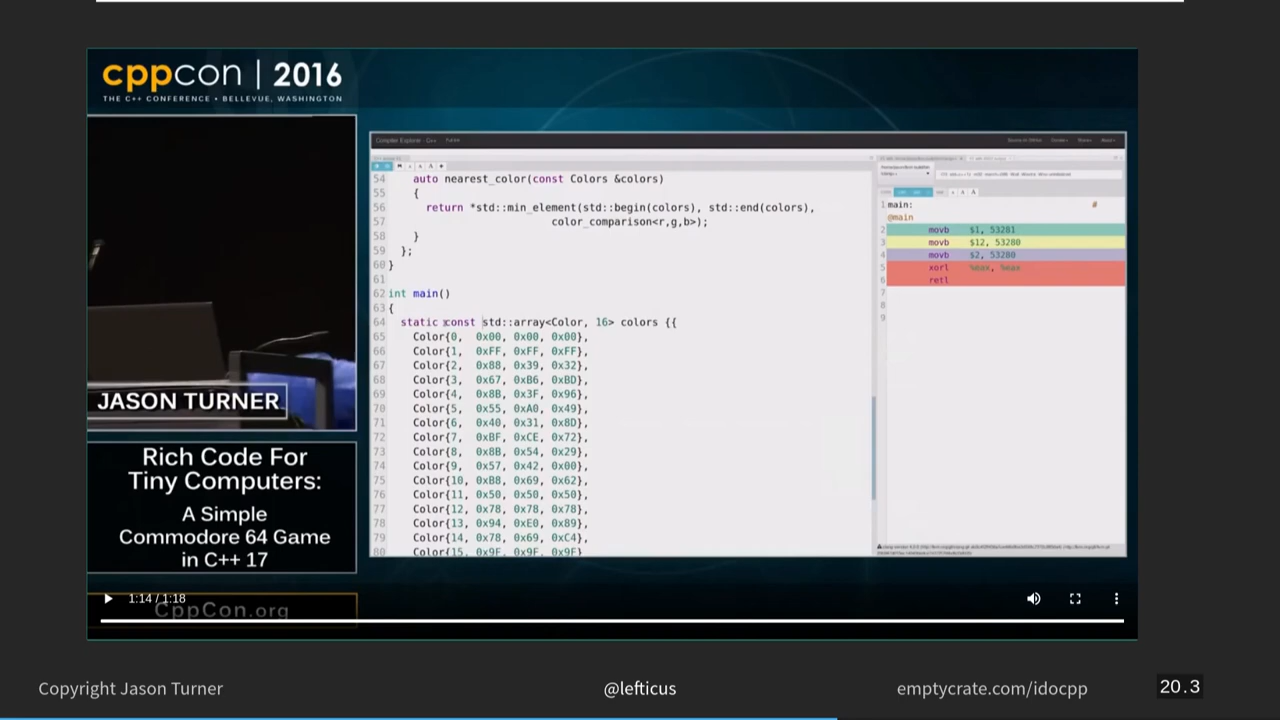 cppcon | 2016
THE C++ CONFERENCE • BELLEVUE, WASHINGTON
JASON TURNER
Rich Code For
Tiny Computers:
A Simple
Commodore 64 Game
in C++ 17
CppCon.org
Compiler Explorer - C++
54 auto nearest_color(const Colors &colors)
55 {
56 return *std::min_element(std::begin(colors), std::end(colors),
57 color_comparison<r,g,b>);
58 }
59 };
60 }
61
62 int main()
63 {
64 static const std::array<Color, 16> colors {{
65 Color{0, 0x00, 0x00, 0x00},
66 Color{1, 0xFF, 0xFF, 0xFF},
67 Color{2, 0x88, 0x39, 0x32},
68 Color{3, 0x67, 0xB6, 0xBD},
69 Color{4, 0x8B, 0x3F, 0x96},
70 Color{5, 0x55, 0xA0, 0x49},
71 Color{6, 0x40, 0x31, 0x8D},
72 Color{7, 0xBF, 0xCE, 0x72},
73 Color{8, 0x8B, 0x54, 0x29},
74 Color{9, 0x57, 0x42, 0x00},
75 Color{10, 0xB8, 0x69, 0x62},
76 Color{11, 0x50, 0x50, 0x50},
77 Color{12, 0x78, 0x78, 0x78},
78 Color{13, 0x94, 0xE0, 0x89},
79 Color{14, 0x78, 0x69, 0xC4},
80 Color{15, 0x9F, 0x9F, 0x9F}
1 main: #
@main
2 movb $1, 53281
3 movb $12, 53280
4 movb $2, 53280
5 xorl %eax, %eax
6 retl
7
8
9
1:14 / 1:18
Copyright Jason Turner
@lefticus
emptycrate.com/idocpp
20.3